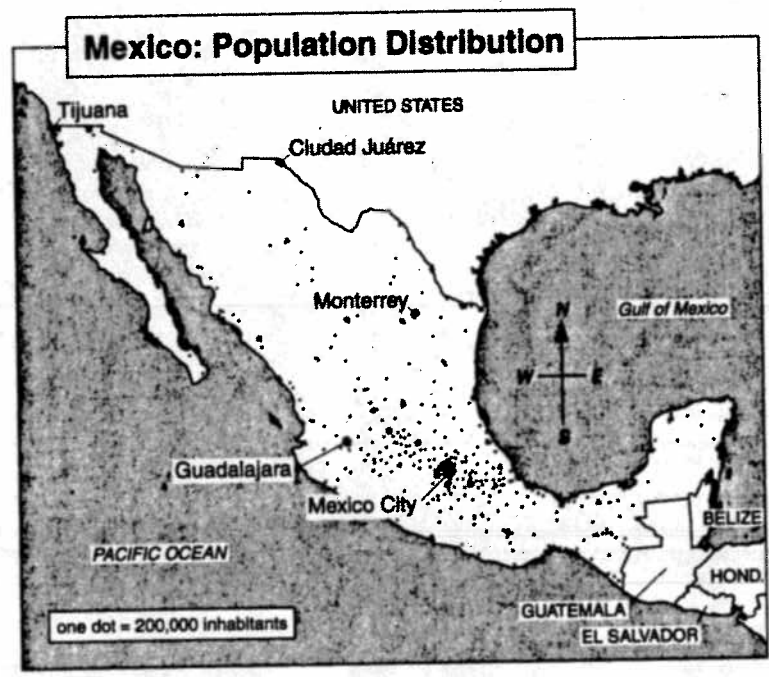 Mexico: Population Distribution
UNITED STATES
Tijuana
Ciudad Juárez
Monterrey
Gulf of Mexico
N
W
E
S
Guadalajara
Mexico City
PACIFIC OCEAN
BELIZE
HOND.
GUATEMALA
EL SALVADOR
one dot = 200,000 inhabitants